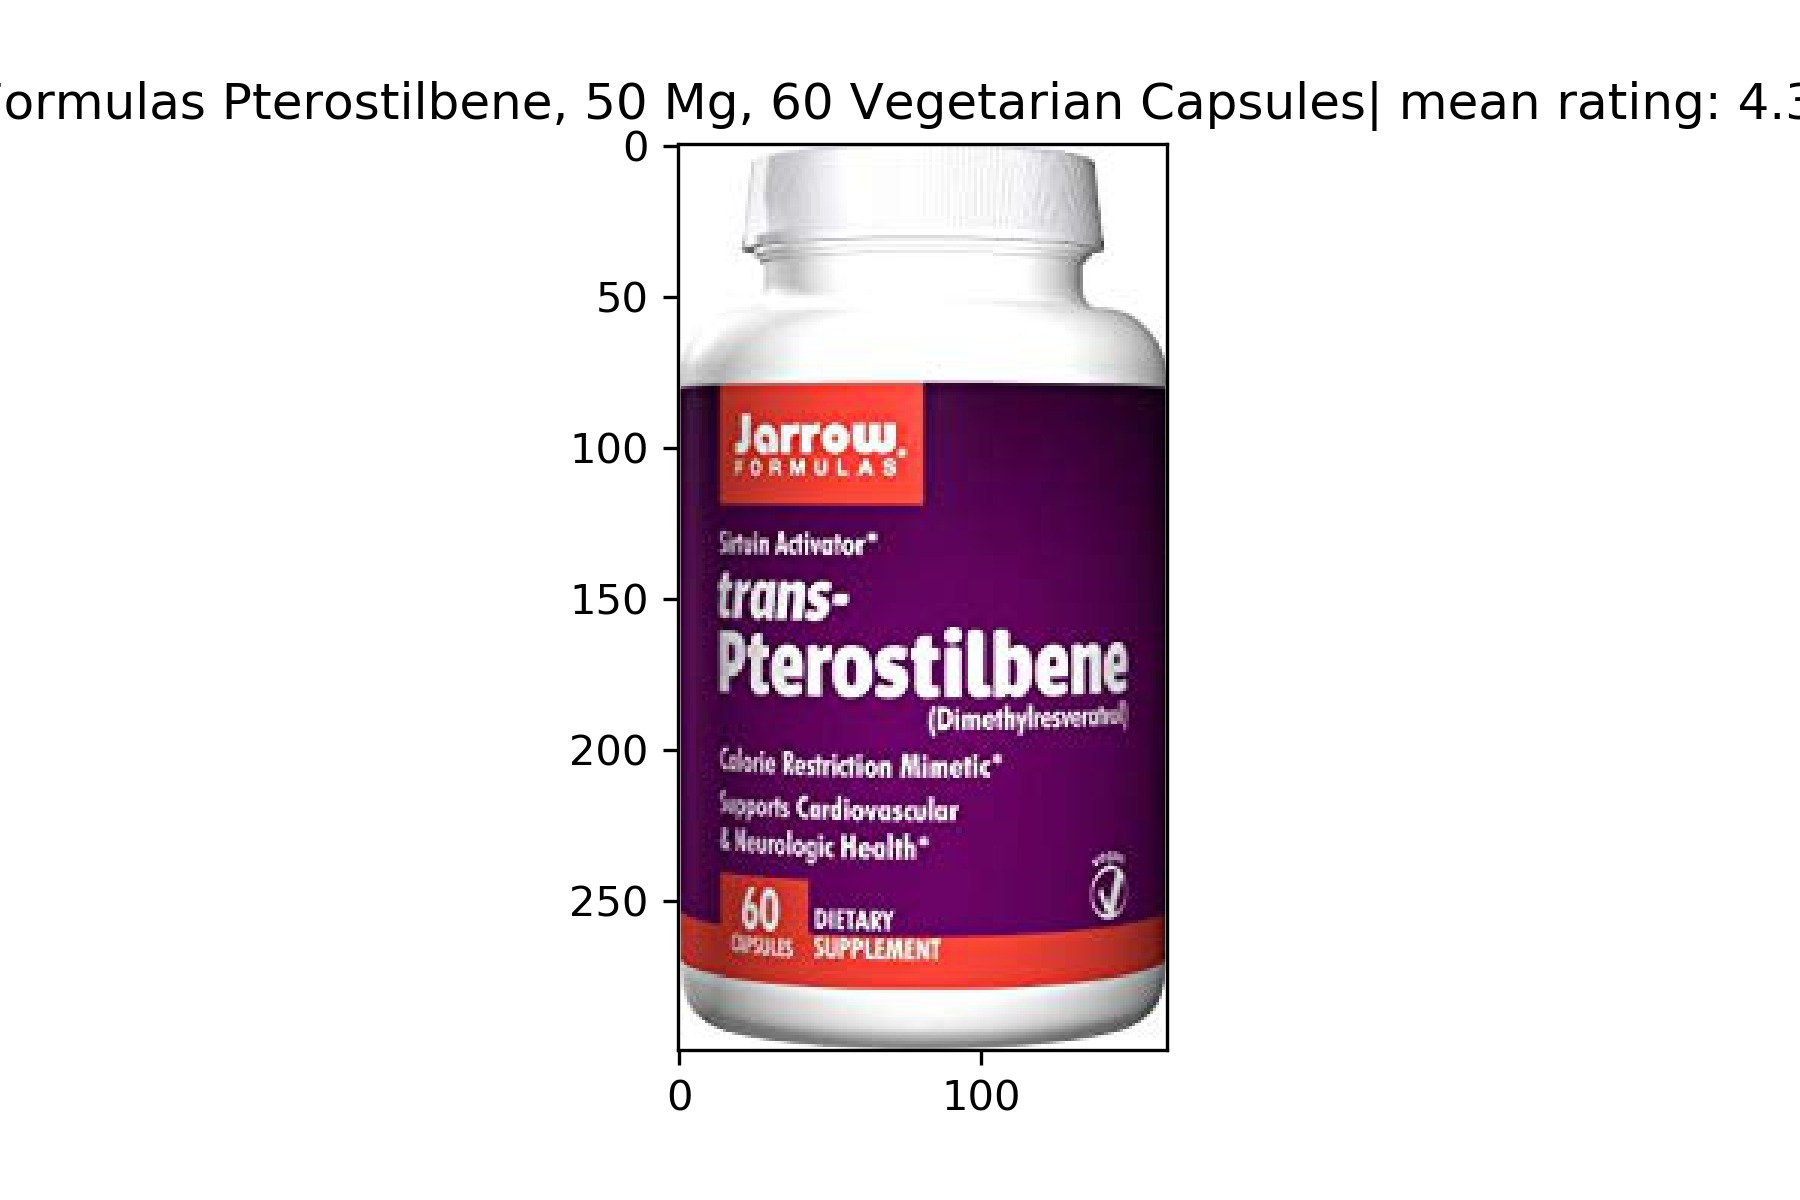 ormulas Pterostilbene, 50 Mg, 60 Vegetarian Capsules| mean rating: 4.3
0
50
100
150
200
250
Jarrow.
FORMULAS
Sirtuin Activator*
trans-
Pterostilbene
(Dimethylresveratrol)
Calorie Restriction Mimetic*
Supports Cardiovascular
& Neurologic Health*
60
CAPSULES
DIETARY
SUPPLEMENT
0
100